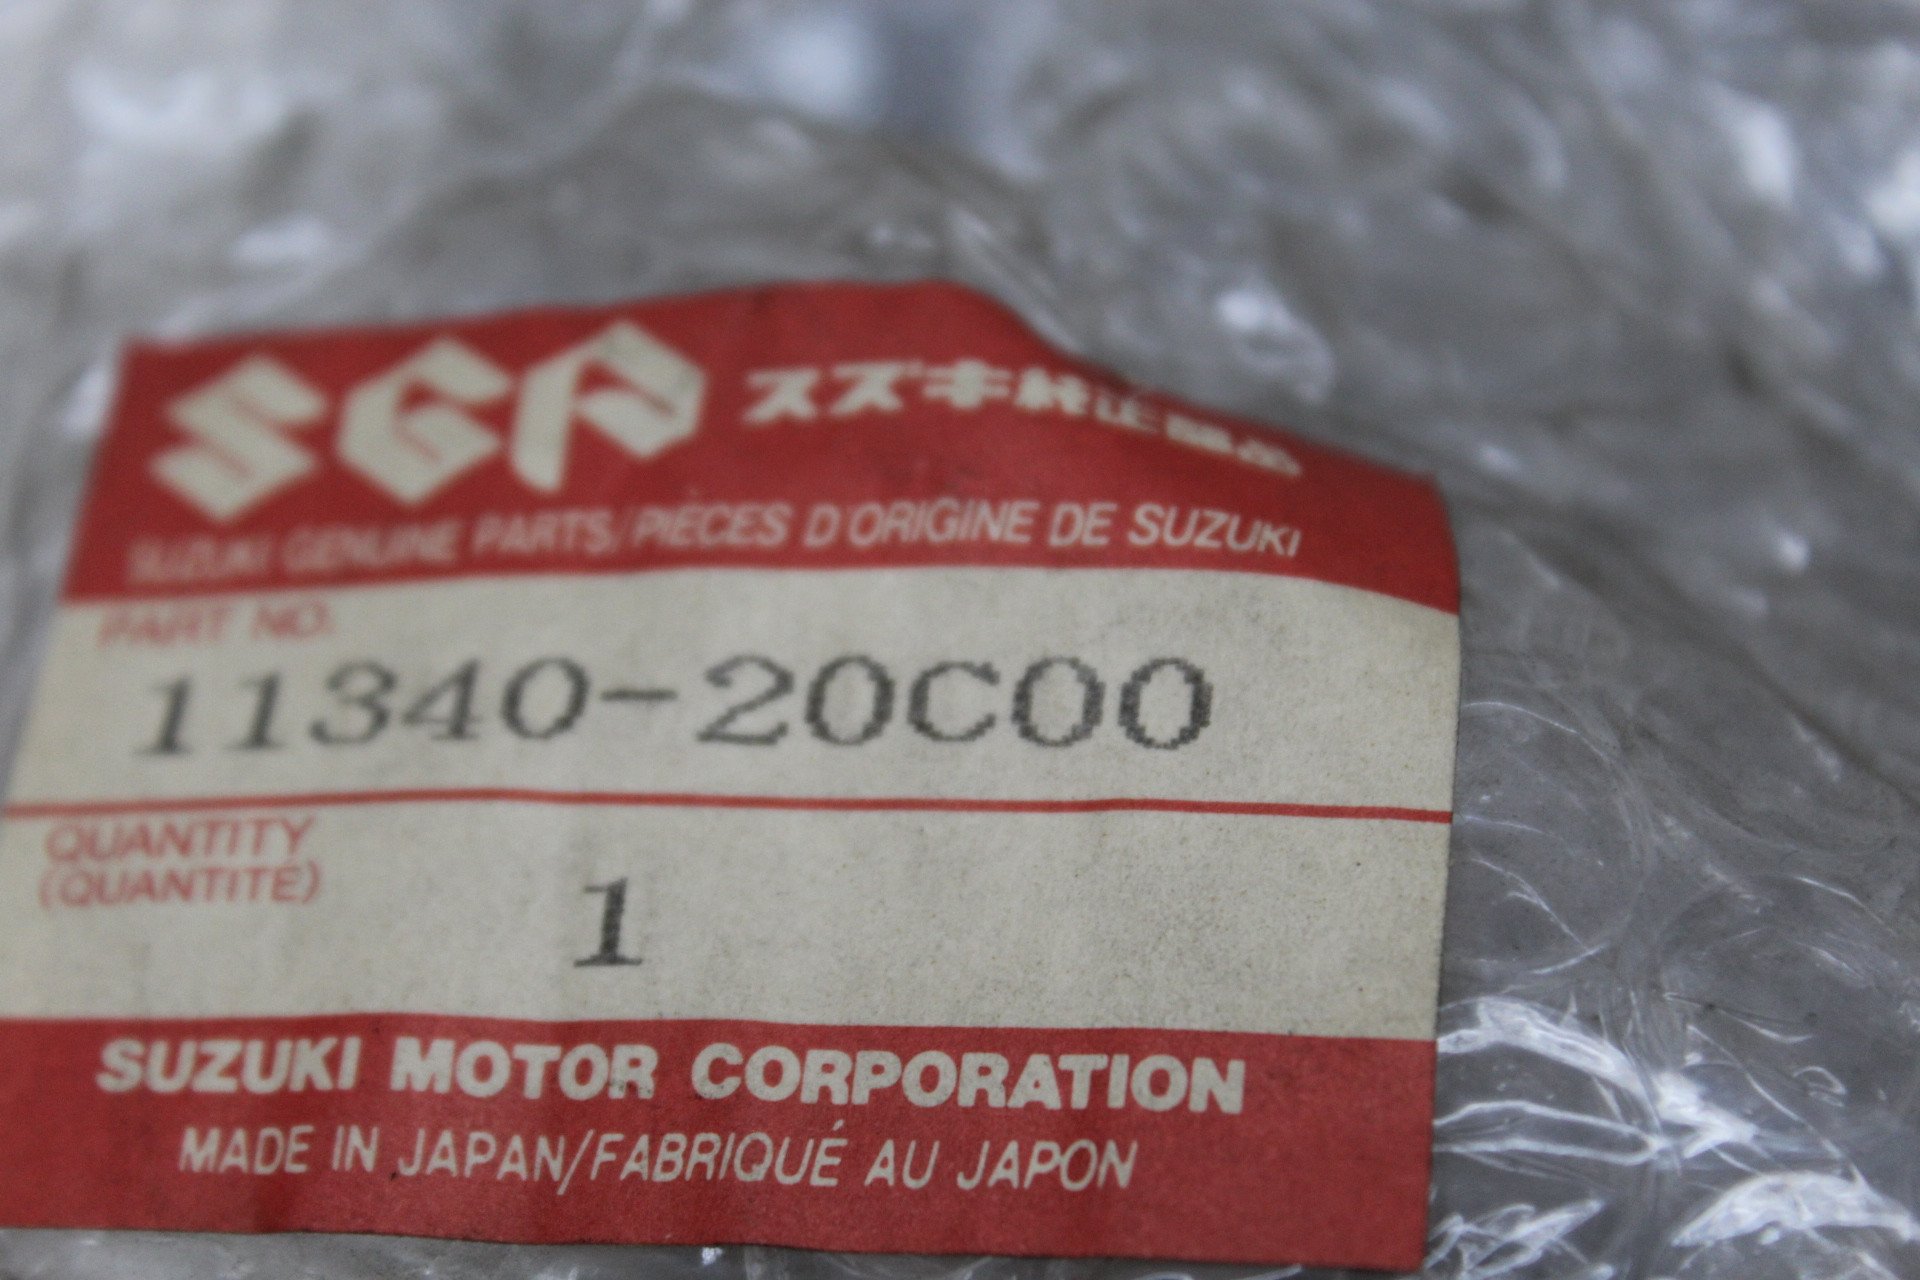 SGP スズキ純正部品
SUZUKI GENUINE PARTS/PIÈCES D'ORIGINE DE SUZUKI
PART NO.
11340-20C00
QUANTITY
(QUANTITE)
1
SUZUKI MOTOR CORPORATION
MADE IN JAPAN/FABRIQUÉ AU JAPON